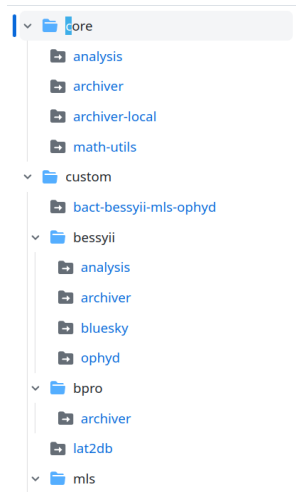 core
analysis
archiver
archiver-local
math-utils
custom
bact-bessyii-mls-ophyd
bessyii
analysis
archiver
bluesky
ophyd
bpro
archiver
lat2db
mls